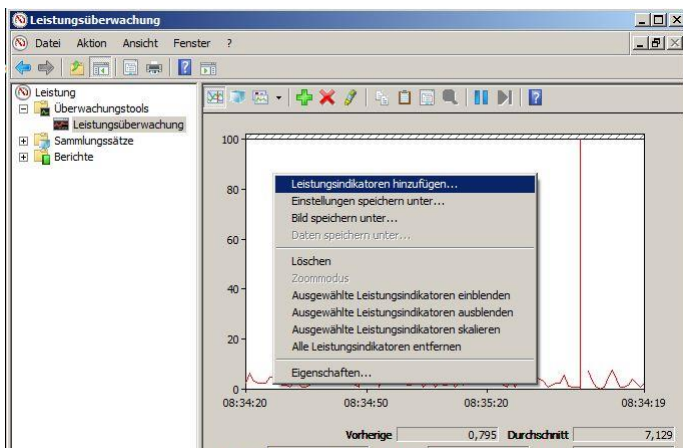 Leistungsüberwachung
Datei Aktion Ansicht Fenster ?
Leistung
Überwachungstools
Leistungsüberwachung
Sammlungssätze
Berichte
100
80
60
40
20
0
Leistungsindikatoren hinzufügen...
Einstellungen speichern unter...
Bild speichern unter...
Daten speichern unter...
Löschen
Zoommodus
Ausgewählte Leistungsindikatoren einblenden
Ausgewählte Leistungsindikatoren ausblenden
Ausgewählte Leistungsindikatoren skalieren
Alle Leistungsindikatoren entfernen
Eigenschaften...
08:34:20 08:34:50 08:35:20 08:34:19
Vorherige 0,795 Durchschnitt 7,129